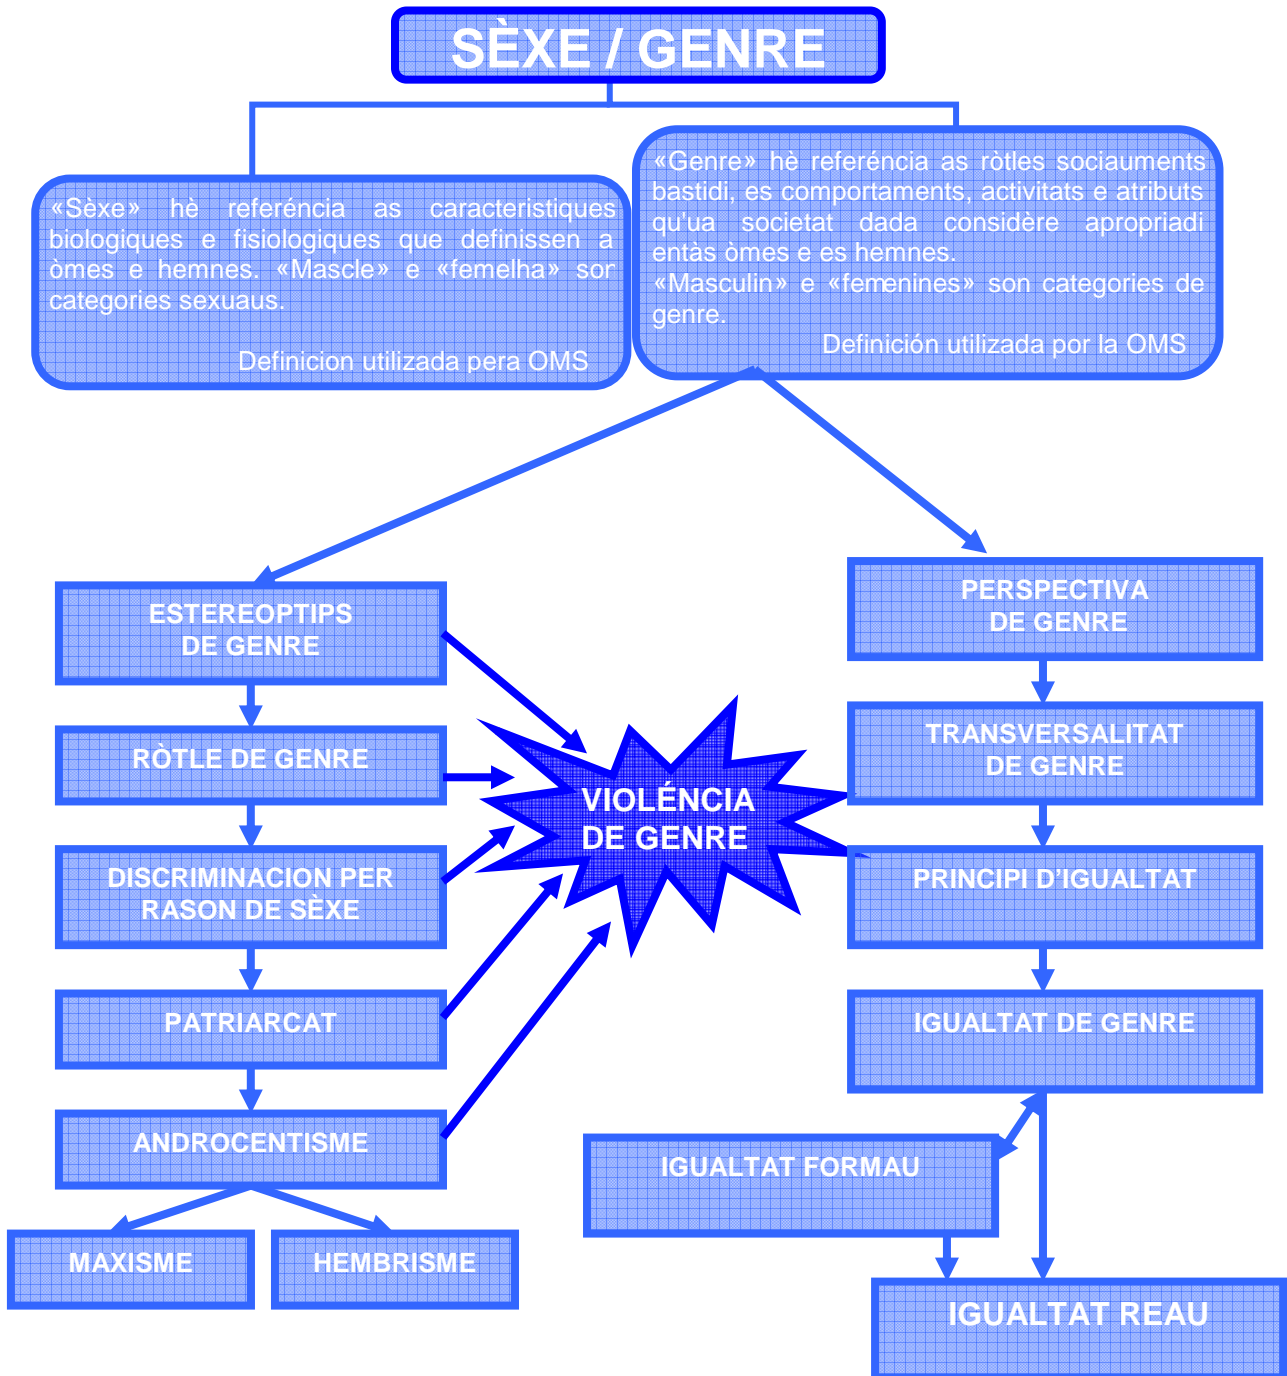 SÈXE / GENRE
«Sèxe» hè referéncia as caracteristiques
biologiques e fisiologiques que definissen a
òmes e hemnes. «Mascle» e «femelha» son
categories sexuaus.
Definicion utilizada pera OMS
«Genre» hè referéncia as ròtles sociauments
bastidi, es comportaments, activitats e atributs
qu'ua societat dada considère apropriadi
entàs òmes e es hemnes.
«Masculin» e «femenines» son categories de
genre.
Definición utilizada por la OMS
ESTEREOPTIPS
DE GENRE
RÒTLE DE GENRE
DISCRIMINACION PER
RASON DE SÈXE
PATRIARCAT
ANDROCENTISME
MAXISME
HEMBRISME
VIOLÉNCIA
DE GENRE
PERSPECTIVA
DE GENRE
TRANSVERSALITAT
DE GENRE
PRINCIPI D’IGUALTAT
IGUALTAT DE GENRE
IGUALTAT FORMAU
IGUALTAT REAU